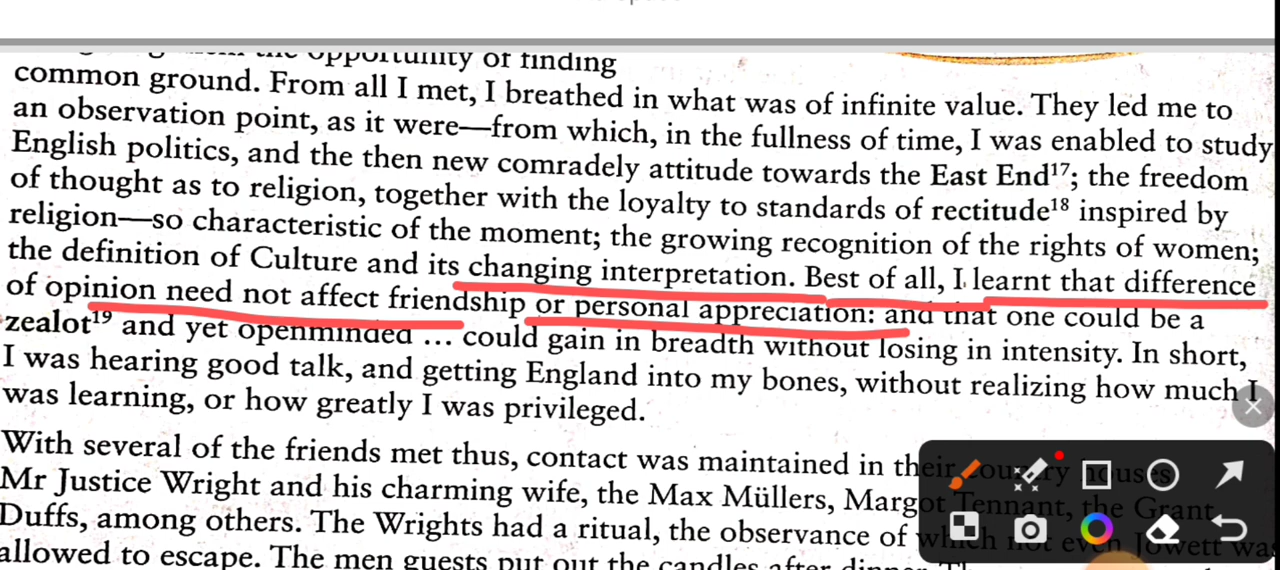 the opportunity of finding
common ground. From all I met, I breathed in what was of infinite value. They led me to
an observation point, as it were—from which, in the fullness of time, I was enabled to study
English politics, and the then new comradely attitude towards the East End¹⁷; the freedom
of thought as to religion, together with the loyalty to standards of rectitude¹⁸ inspired by
religion—so characteristic of the moment; the growing recognition of the rights of women;
the definition of Culture and its changing interpretation. Best of all, I learnt that difference
of opinion need not affect friendship or personal appreciation: and that one could be a
zealot¹⁹ and yet openminded ... could gain in breadth without losing in intensity. In short,
I was hearing good talk, and getting England into my bones, without realizing how much I
was learning, or how greatly I was privileged.
With several of the friends met thus, contact was maintained in their country houses
Mr Justice Wright and his charming wife, the Max Müllers, Margot Tennant, the Grant
Duffs, among others. The Wrights had a ritual, the observance of which not even Jowett was
allowed to escape. The men guests put out the candles after dinner.